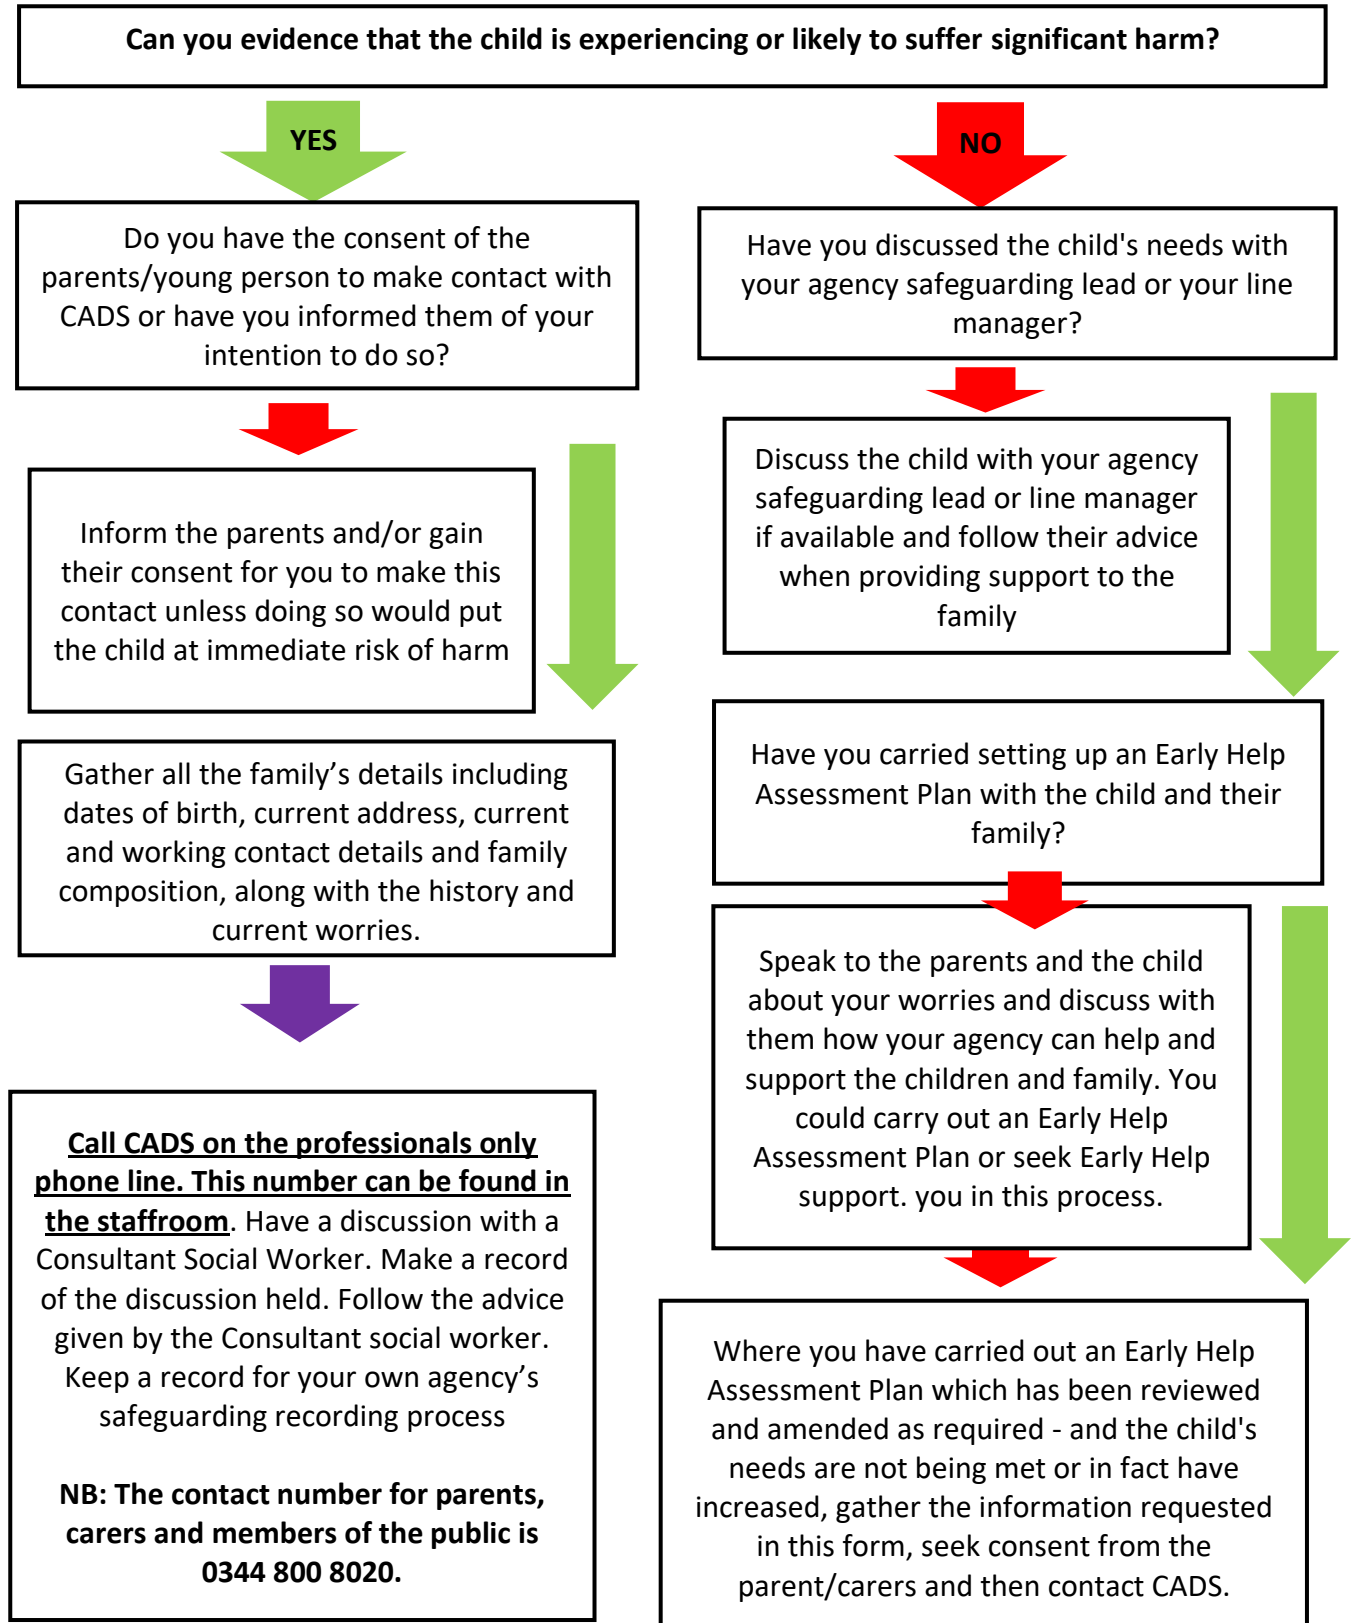 Can you evidence that the child is experiencing or likely to suffer significant harm?
YES
Do you have the consent of the
parents/young person to make contact with
CADS or have you informed them of your
intention to do so?
Inform the parents and/or gain
their consent for you to make this
contact unless doing so would put
the child at immediate risk of harm
Gather all the family’s details including
dates of birth, current address, current
and working contact details and family
composition, along with the history and
current worries.
Call CADS on the professionals only
phone line. This number can be found in
the staffroom. Have a discussion with a
Consultant Social Worker. Make a record
of the discussion held. Follow the advice
given by the Consultant social worker.
Keep a record for your own agency’s
safeguarding recording process
NB: The contact number for parents,
carers and members of the public is
0344 800 8020.
NO
Have you discussed the child's needs with
your agency safeguarding lead or your line
manager?
Discuss the child with your agency
safeguarding lead or line manager
if available and follow their advice
when providing support to the
family
Have you carried setting up an Early Help
Assessment Plan with the child and their
family?
Speak to the parents and the child
about your worries and discuss with
them how your agency can help and
support the children and family. You
could carry out an Early Help
Assessment Plan or seek Early Help
support. you in this process.
Where you have carried out an Early Help
Assessment Plan which has been reviewed
and amended as required - and the child's
needs are not being met or in fact have
increased, gather the information requested
in this form, seek consent from the
parent/carers and then contact CADS.